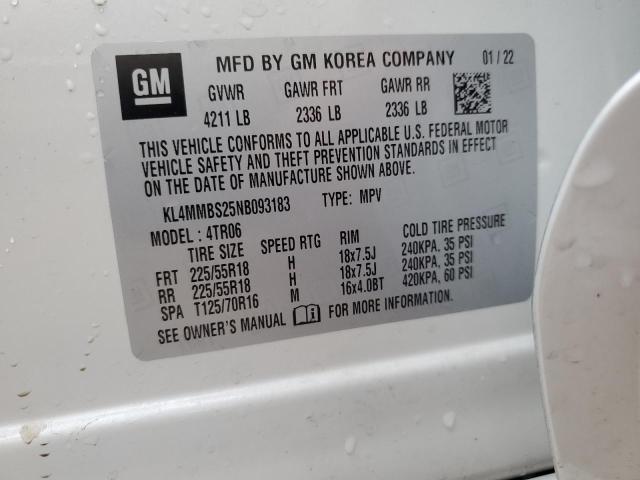 GM
MFD BY GM KOREA COMPANY 01 / 22
GVWR GAWR FRT GAWR RR
4211 LB 2336 LB 2336 LB
THIS VEHICLE CONFORMS TO ALL APPLICABLE U.S. FEDERAL MOTOR
VEHICLE SAFETY AND THEFT PREVENTION STANDARDS IN EFFECT
ON THE DATE OF MANUFACTURE SHOWN ABOVE.
KL4MMBS25NB093183 TYPE: MPV
MODEL: 4TR06
TIRE SIZE SPEED RTG RIM COLD TIRE PRESSURE
FRT 225/55R18 H 18x7.5J 240KPA, 35 PSI
RR 225/55R18 H 18x7.5J 240KPA, 35 PSI
SPA T125/70R16 M 16x4.0BT 420KPA, 60 PSI
SEE OWNER'S MANUAL FOR MORE INFORMATION.